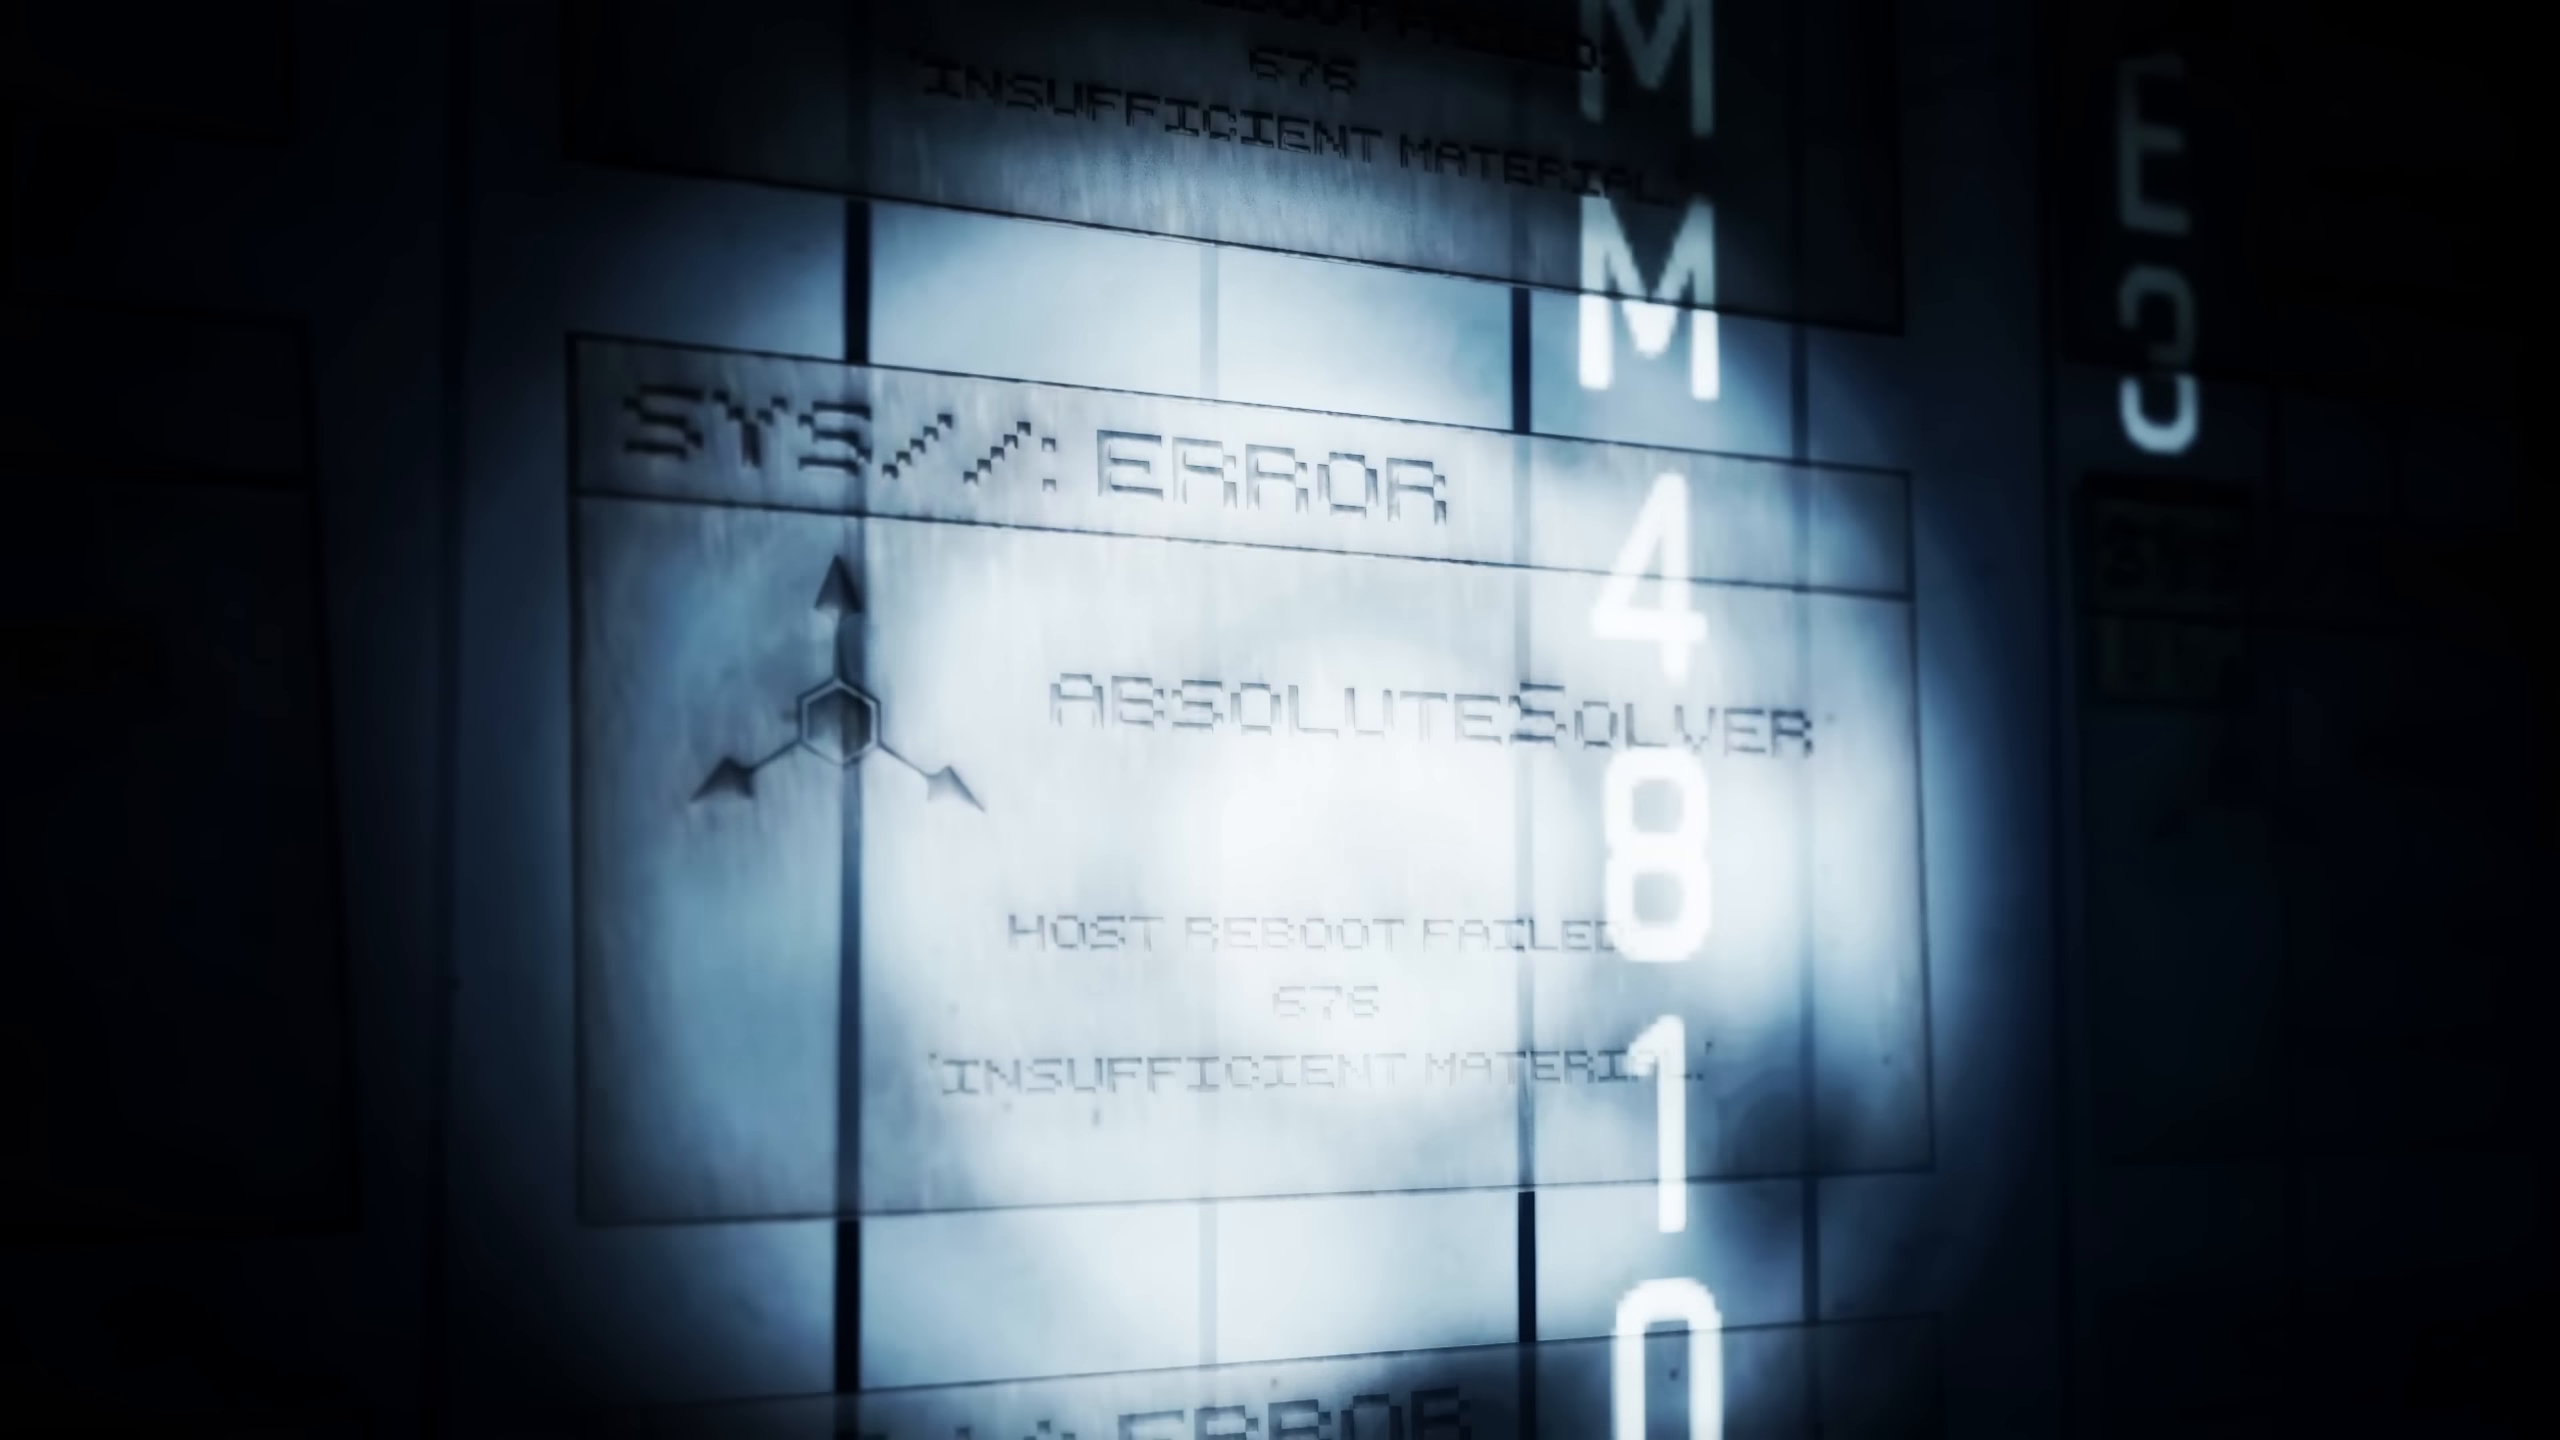 676
'INSUFFICIENT MATERIAL.'
SYS//: ERROR
ABSOLUTESOLVER
HOST REBOOT FAILED
676
'INSUFFICIENT MATERIAL.'
ERROR
M
M
4
8
1
0